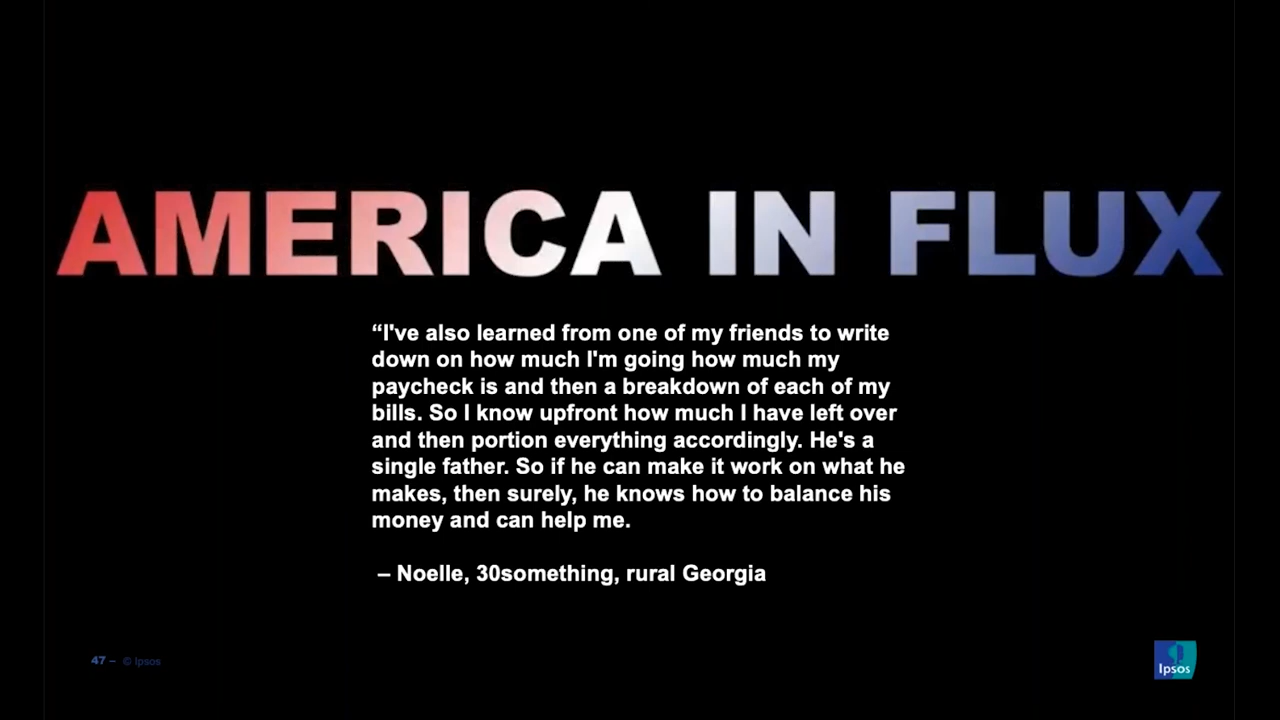 AMERICA IN FLUX
“I've also learned from one of my friends to write
down on how much I'm going how much my
paycheck is and then a breakdown of each of my
bills. So I know upfront how much I have left over
and then portion everything accordingly. He's a
single father. So if he can make it work on what he
makes, then surely, he knows how to balance his
money and can help me.
– Noelle, 30something, rural Georgia
47 – © Ipsos
Ipsos